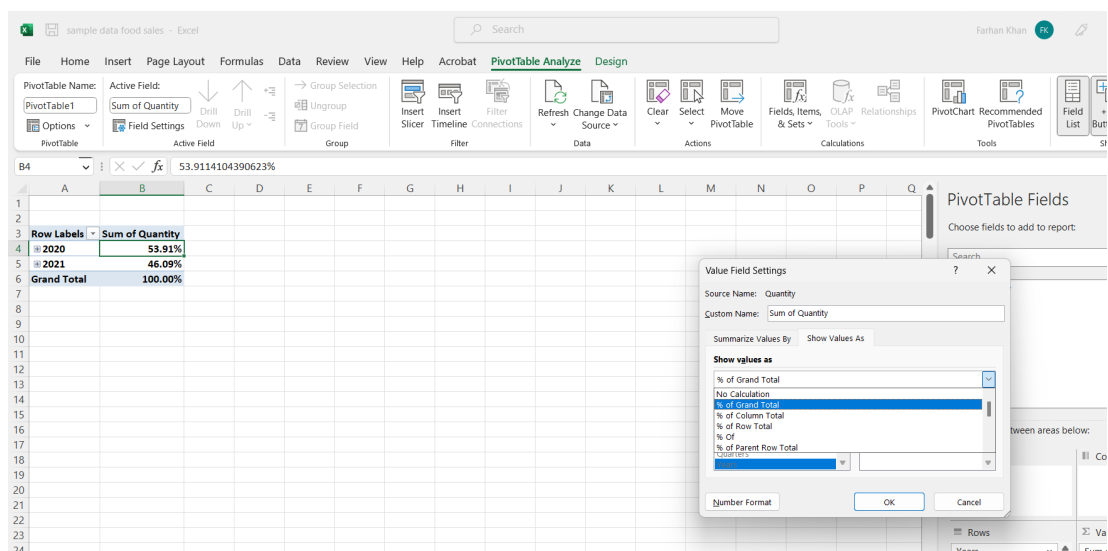 sample data food sales - Excel
Search
Farhan Khan FK
File Home Insert Page Layout Formulas Data Review View Help Acrobat PivotTable Analyze Design
PivotTable Name: Active Field:
PivotTable1 Sum of Quantity
Options Field Settings
Drill Down Drill Up
Group Selection
Ungroup
Group Field
Insert Slicer Insert Timeline Filter Connections
Refresh Change Data Source
Clear Select Move PivotTable
Fields, Items, & Sets OLAP Tools Relationships
PivotChart Recommended PivotTables
Field List
PivotTable Active Field Group Filter Data Actions Calculations Tools
B4 fx 53.9114104390623%
A B C D E F G H I J K L M N O P Q
1
2
3 Row Labels Sum of Quantity
4 2020 53.91%
5 2021 46.09%
6 Grand Total 100.00%
7
8
9
10
11
12
13
14
15
16
17
18
19
20
21
22
23
24
PivotTable Fields
Choose fields to add to report:
Search
tween areas below:
Co
Rows Σ Va
Years Sum
Value Field Settings ? X
Source Name: Quantity
Custom Name: Sum of Quantity
Summarize Values By Show Values As
Show values as
% of Grand Total
No Calculation
% of Grand Total
% of Column Total
% of Row Total
% Of
% of Parent Row Total
Quarters
Number Format OK Cancel